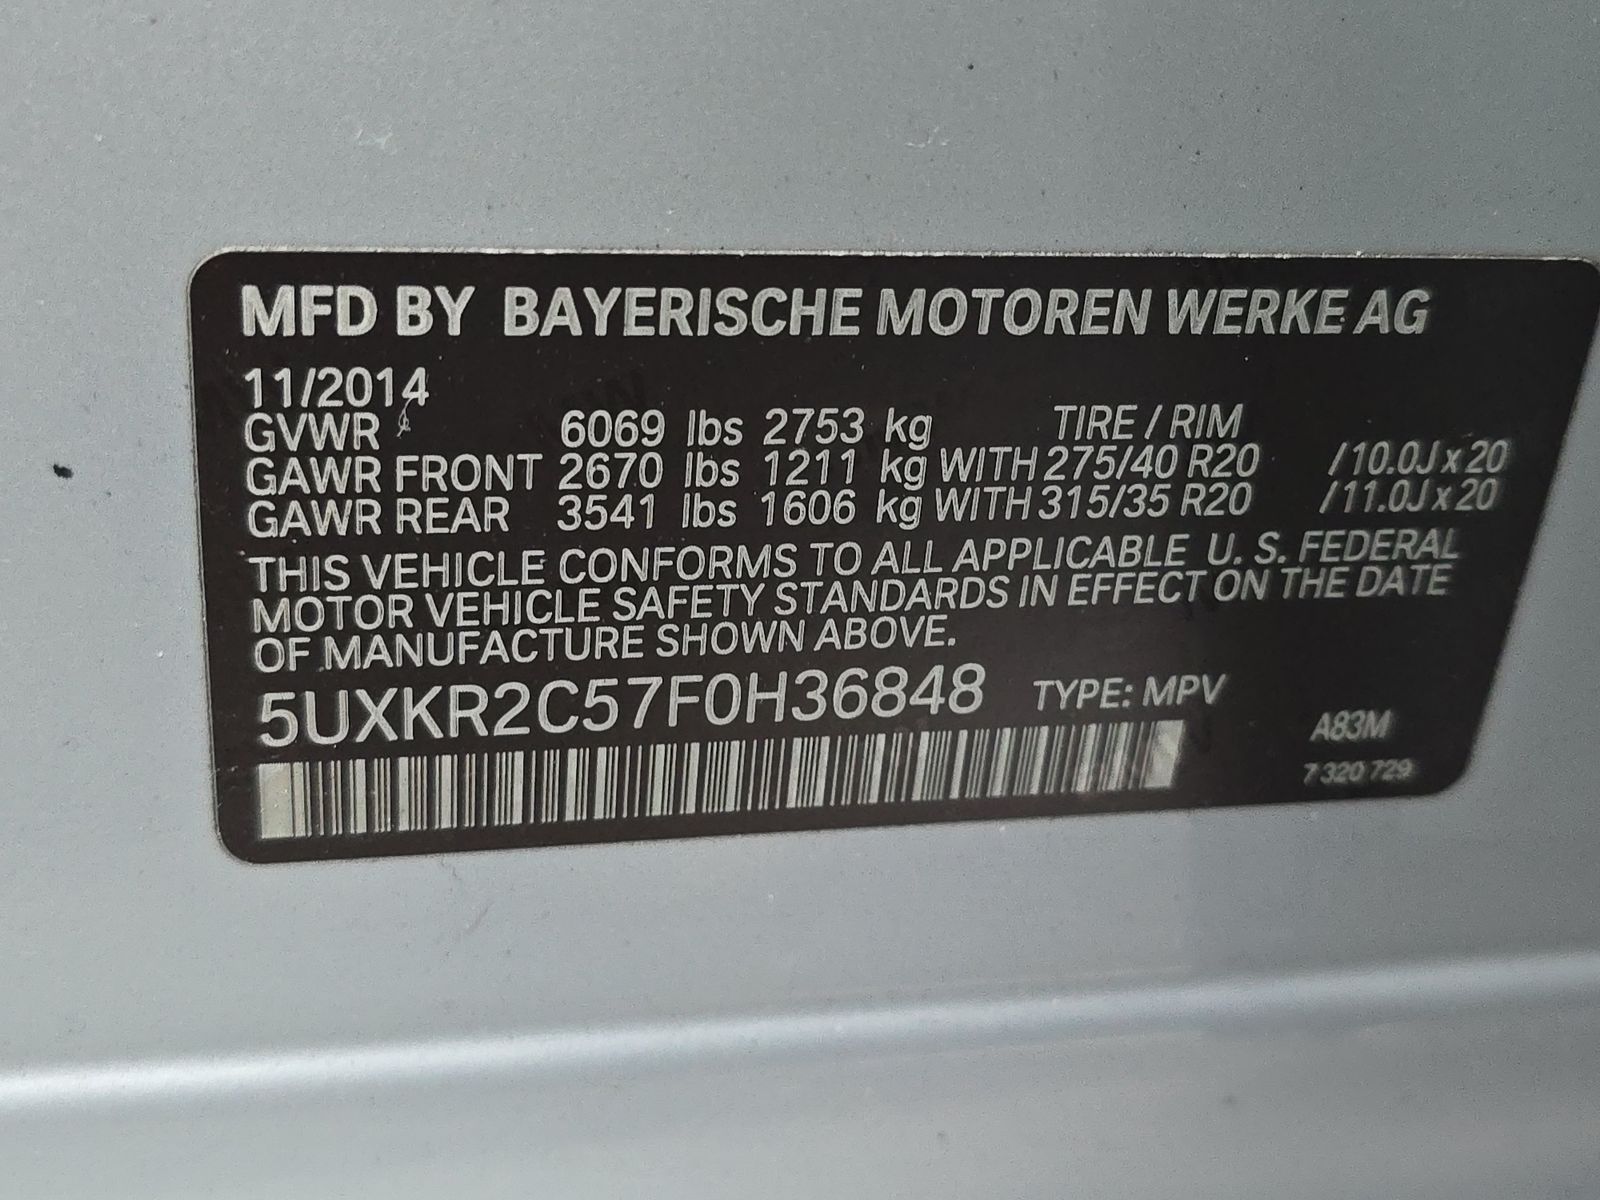 MFD BY BAYERISCHE MOTOREN WERKE AG
11/2014
GVWR 6069 lbs 2753 kg TIRE / RIM
GAWR FRONT 2670 lbs 1211 kg WITH 275/40 R20 /10.0J x 20
GAWR REAR 3541 lbs 1606 kg WITH 315/35 R20 /11.0J x 20
THIS VEHICLE CONFORMS TO ALL APPLICABLE U. S. FEDERAL
MOTOR VEHICLE SAFETY STANDARDS IN EFFECT ON THE DATE
OF MANUFACTURE SHOWN ABOVE.
5UXKR2C57F0H36848 TYPE: MPV
A83M
7 320 729